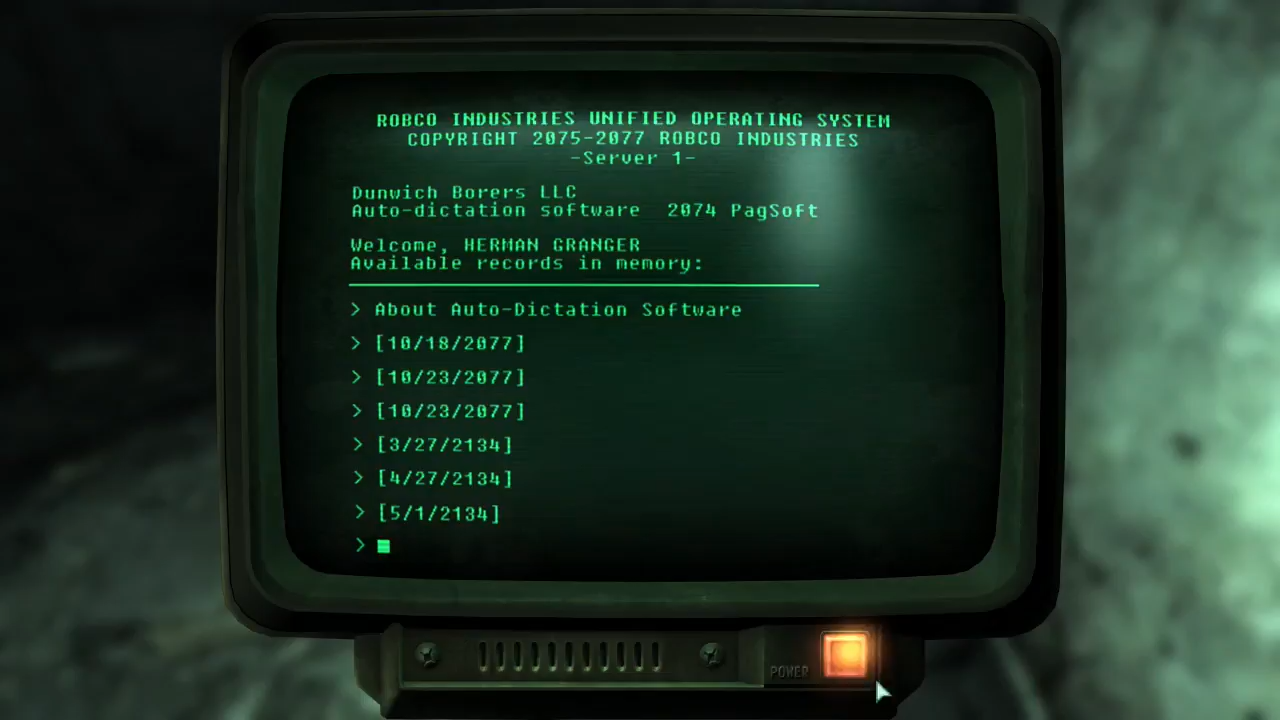 ROBCO INDUSTRIES UNIFIED OPERATING SYSTEM
COPYRIGHT 2075-2077 ROBCO INDUSTRIES
-Server 1-
Dunwich Borers LLC
Auto-dictation software 2074 PagSoft
Welcome, HERMAN GRANGER
Available records in memory:
> About Auto-Dictation Software
> [10/18/2077]
> [10/23/2077]
> [10/23/2077]
> [3/27/2134]
> [4/27/2134]
> [5/1/2134]
>
POWER